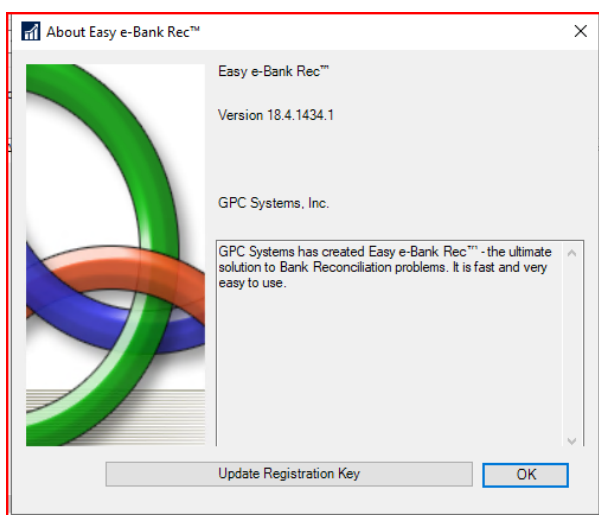 About Easy e-Bank Rec™
Easy e-Bank Rec™
Version 18.4.1434.1
GPC Systems, Inc.
GPC Systems has created Easy e-Bank Rec™ - the ultimate
solution to Bank Reconciliation problems. It is fast and very
easy to use.
Update Registration Key
OK